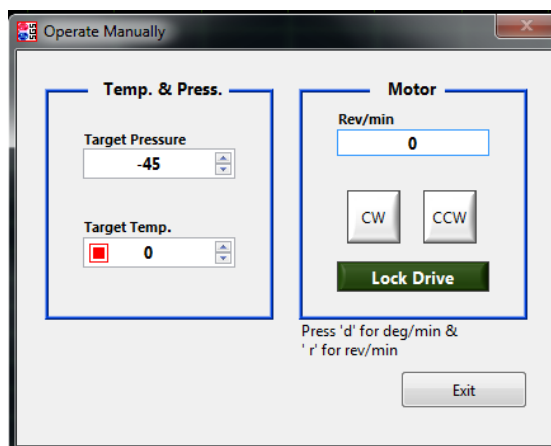 SGS
Operate Manually
Temp. & Press.
Target Pressure
-45
Target Temp.
0
Motor
Rev/min
0
CW
CCW
Lock Drive
Press 'd' for deg/min &
' r' for rev/min
Exit